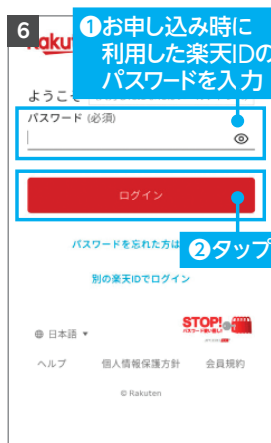 6
❶お申し込み時に
利用した楽天IDの
パスワードを入力
ようこそ
パスワード (必須)
ログイン
パスワードを忘れた方は
❷タップ
別の楽天IDでログイン
日本語 ▼
STOP!
ヘルプ 個人情報保護方針 会員規約
© Rakuten